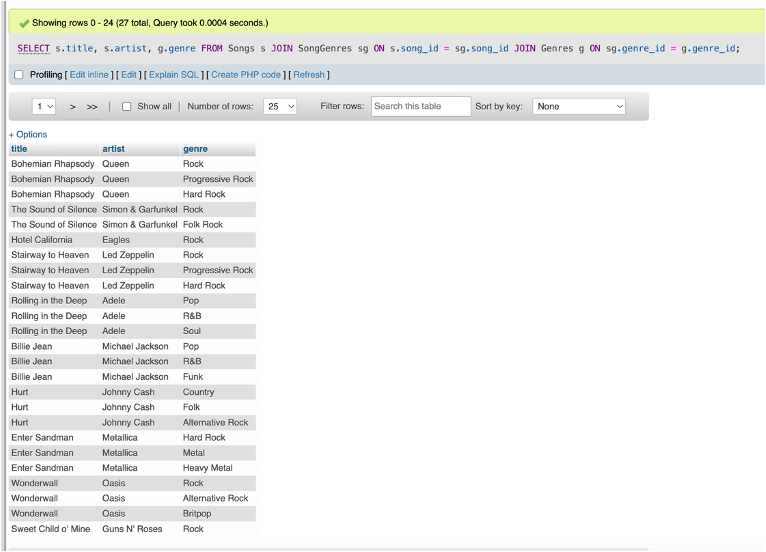 Showing rows 0 - 24 (27 total, Query took 0.0004 seconds.)
SELECT s.title, s.artist, g.genre FROM Songs s JOIN SongGenres sg ON s.song_id = sg.song_id JOIN Genres g ON sg.genre_id = g.genre_id;
Profiling [ Edit inline ] [ Edit ] [ Explain SQL ] [ Create PHP code ] [ Refresh ]
1 > >> | Show all | Number of rows: 25 Filter rows: Search this table Sort by key: None
+ Options
title artist genre
Bohemian Rhapsody Queen Rock
Bohemian Rhapsody Queen Progressive Rock
Bohemian Rhapsody Queen Hard Rock
The Sound of Silence Simon & Garfunkel Rock
The Sound of Silence Simon & Garfunkel Folk Rock
Hotel California Eagles Rock
Stairway to Heaven Led Zeppelin Rock
Stairway to Heaven Led Zeppelin Progressive Rock
Stairway to Heaven Led Zeppelin Hard Rock
Rolling in the Deep Adele Pop
Rolling in the Deep Adele R&B
Rolling in the Deep Adele Soul
Billie Jean Michael Jackson Pop
Billie Jean Michael Jackson R&B
Billie Jean Michael Jackson Funk
Hurt Johnny Cash Country
Hurt Johnny Cash Folk
Hurt Johnny Cash Alternative Rock
Enter Sandman Metallica Hard Rock
Enter Sandman Metallica Metal
Enter Sandman Metallica Heavy Metal
Wonderwall Oasis Rock
Wonderwall Oasis Alternative Rock
Wonderwall Oasis Britpop
Sweet Child o' Mine Guns N' Roses Rock